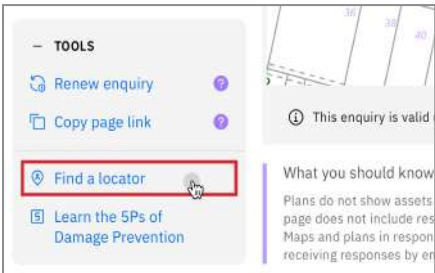 – TOOLS
Renew enquiry ?
Copy page link ?
Find a locator
5 Learn the 5Ps of
Damage Prevention
36
38
40
This enquiry is valid
What you should know
Plans do not show assets
page does not include res
Maps and plans in respon
receiving responses by en